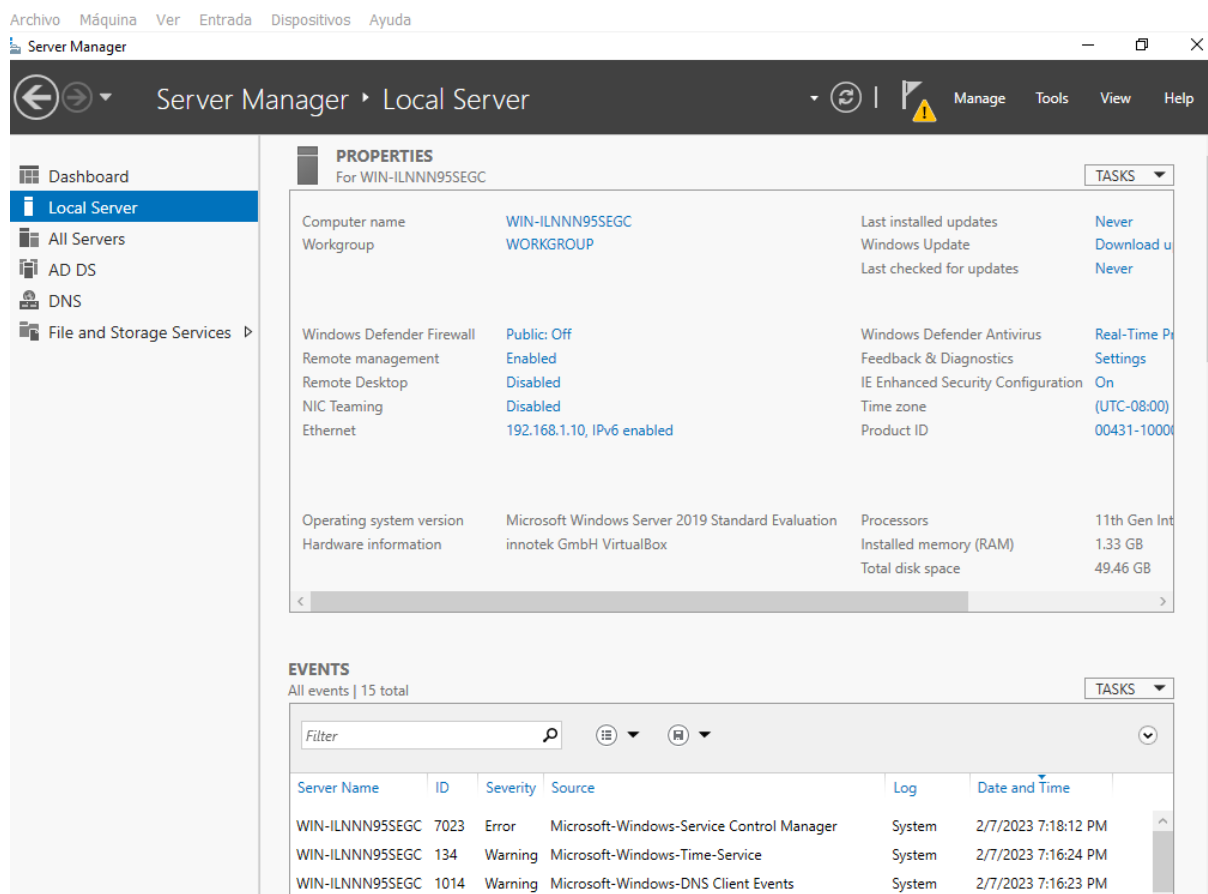 Archivo Máquina Ver Entrada Dispositivos Ayuda
Server Manager
Server Manager ‣ Local Server
Manage Tools View Help
Dashboard
Local Server
All Servers
AD DS
DNS
File and Storage Services
PROPERTIES
For WIN-ILNNN95SEGC
TASKS
Computer name WIN-ILNNN95SEGC Last installed updates Never
Workgroup WORKGROUP Windows Update Download u
Last checked for updates Never
Windows Defender Firewall Public: Off Windows Defender Antivirus Real-Time Pr
Remote management Enabled Feedback & Diagnostics Settings
Remote Desktop Disabled IE Enhanced Security Configuration On
NIC Teaming Disabled Time zone (UTC-08:00)
Ethernet 192.168.1.10, IPv6 enabled Product ID 00431-10000
Operating system version Microsoft Windows Server 2019 Standard Evaluation Processors 11th Gen Int
Hardware information innotek GmbH VirtualBox Installed memory (RAM) 1.33 GB
Total disk space 49.46 GB
EVENTS
All events | 15 total
TASKS
Filter
Server Name ID Severity Source Log Date and Time
WIN-ILNNN95SEGC 7023 Error Microsoft-Windows-Service Control Manager System 2/7/2023 7:18:12 PM
WIN-ILNNN95SEGC 134 Warning Microsoft-Windows-Time-Service System 2/7/2023 7:16:24 PM
WIN-ILNNN95SEGC 1014 Warning Microsoft-Windows-DNS Client Events System 2/7/2023 7:16:23 PM